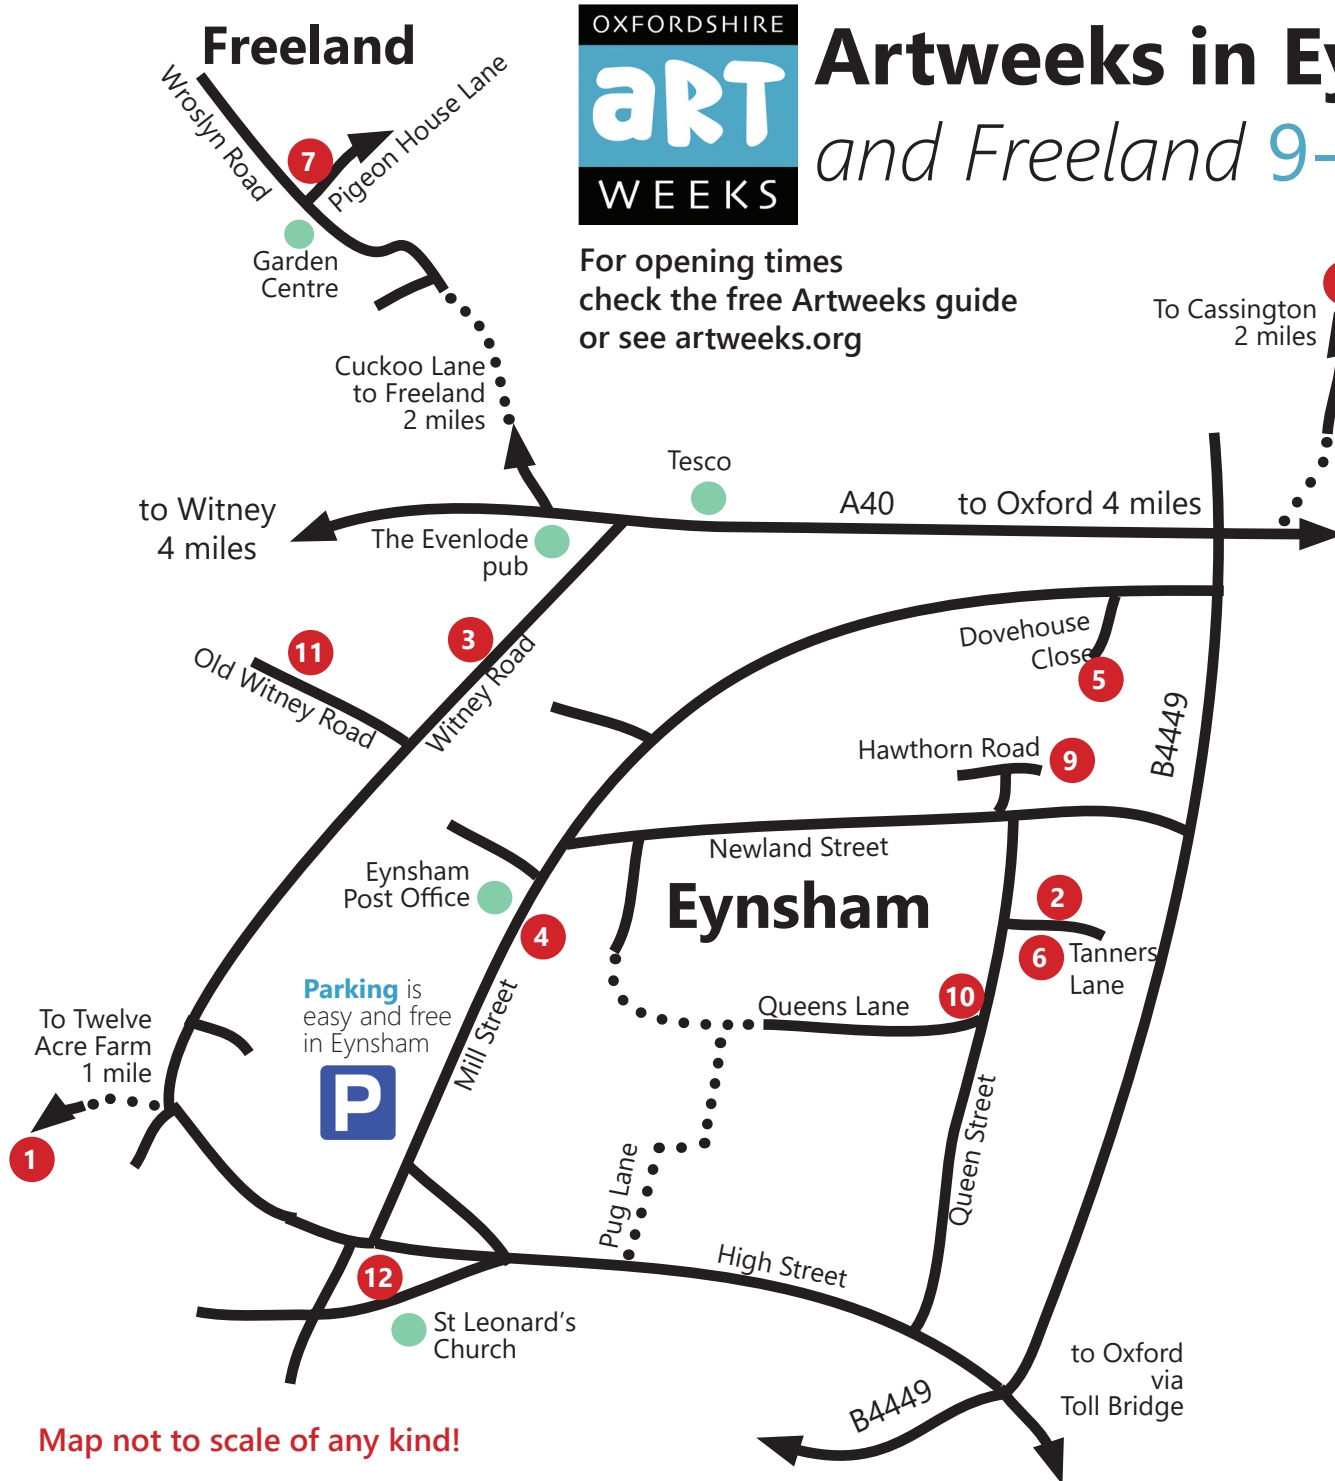 Freeland
Wroslyn Road
7
Pigeon House Lane
Garden
Centre
OXFORDSHIRE
aRT
WEEKS
Artweeks in Ey
and Freeland 9-
For opening times
check the free Artweeks guide
or see artweeks.org
To Cassington
2 miles
Cuckoo Lane
to Freeland
2 miles
Tesco
to Witney
4 miles
A40
to Oxford 4 miles
The Evenlode
pub
3
11
Old Witney Road
Witney Road
Dovehouse
Close
5
B4449
Hawthorn Road
9
Newland Street
Eynsham
Post Office
Eynsham
2
4
6
Tanners
Lane
10
Queens Lane
Parking is
easy and free
in Eynsham
P
Mill Street
To Twelve
Acre Farm
1 mile
1
Queen Street
Pug Lane
High Street
12
St Leonard's
Church
to Oxford
via
Toll Bridge
B4449
Map not to scale of any kind!